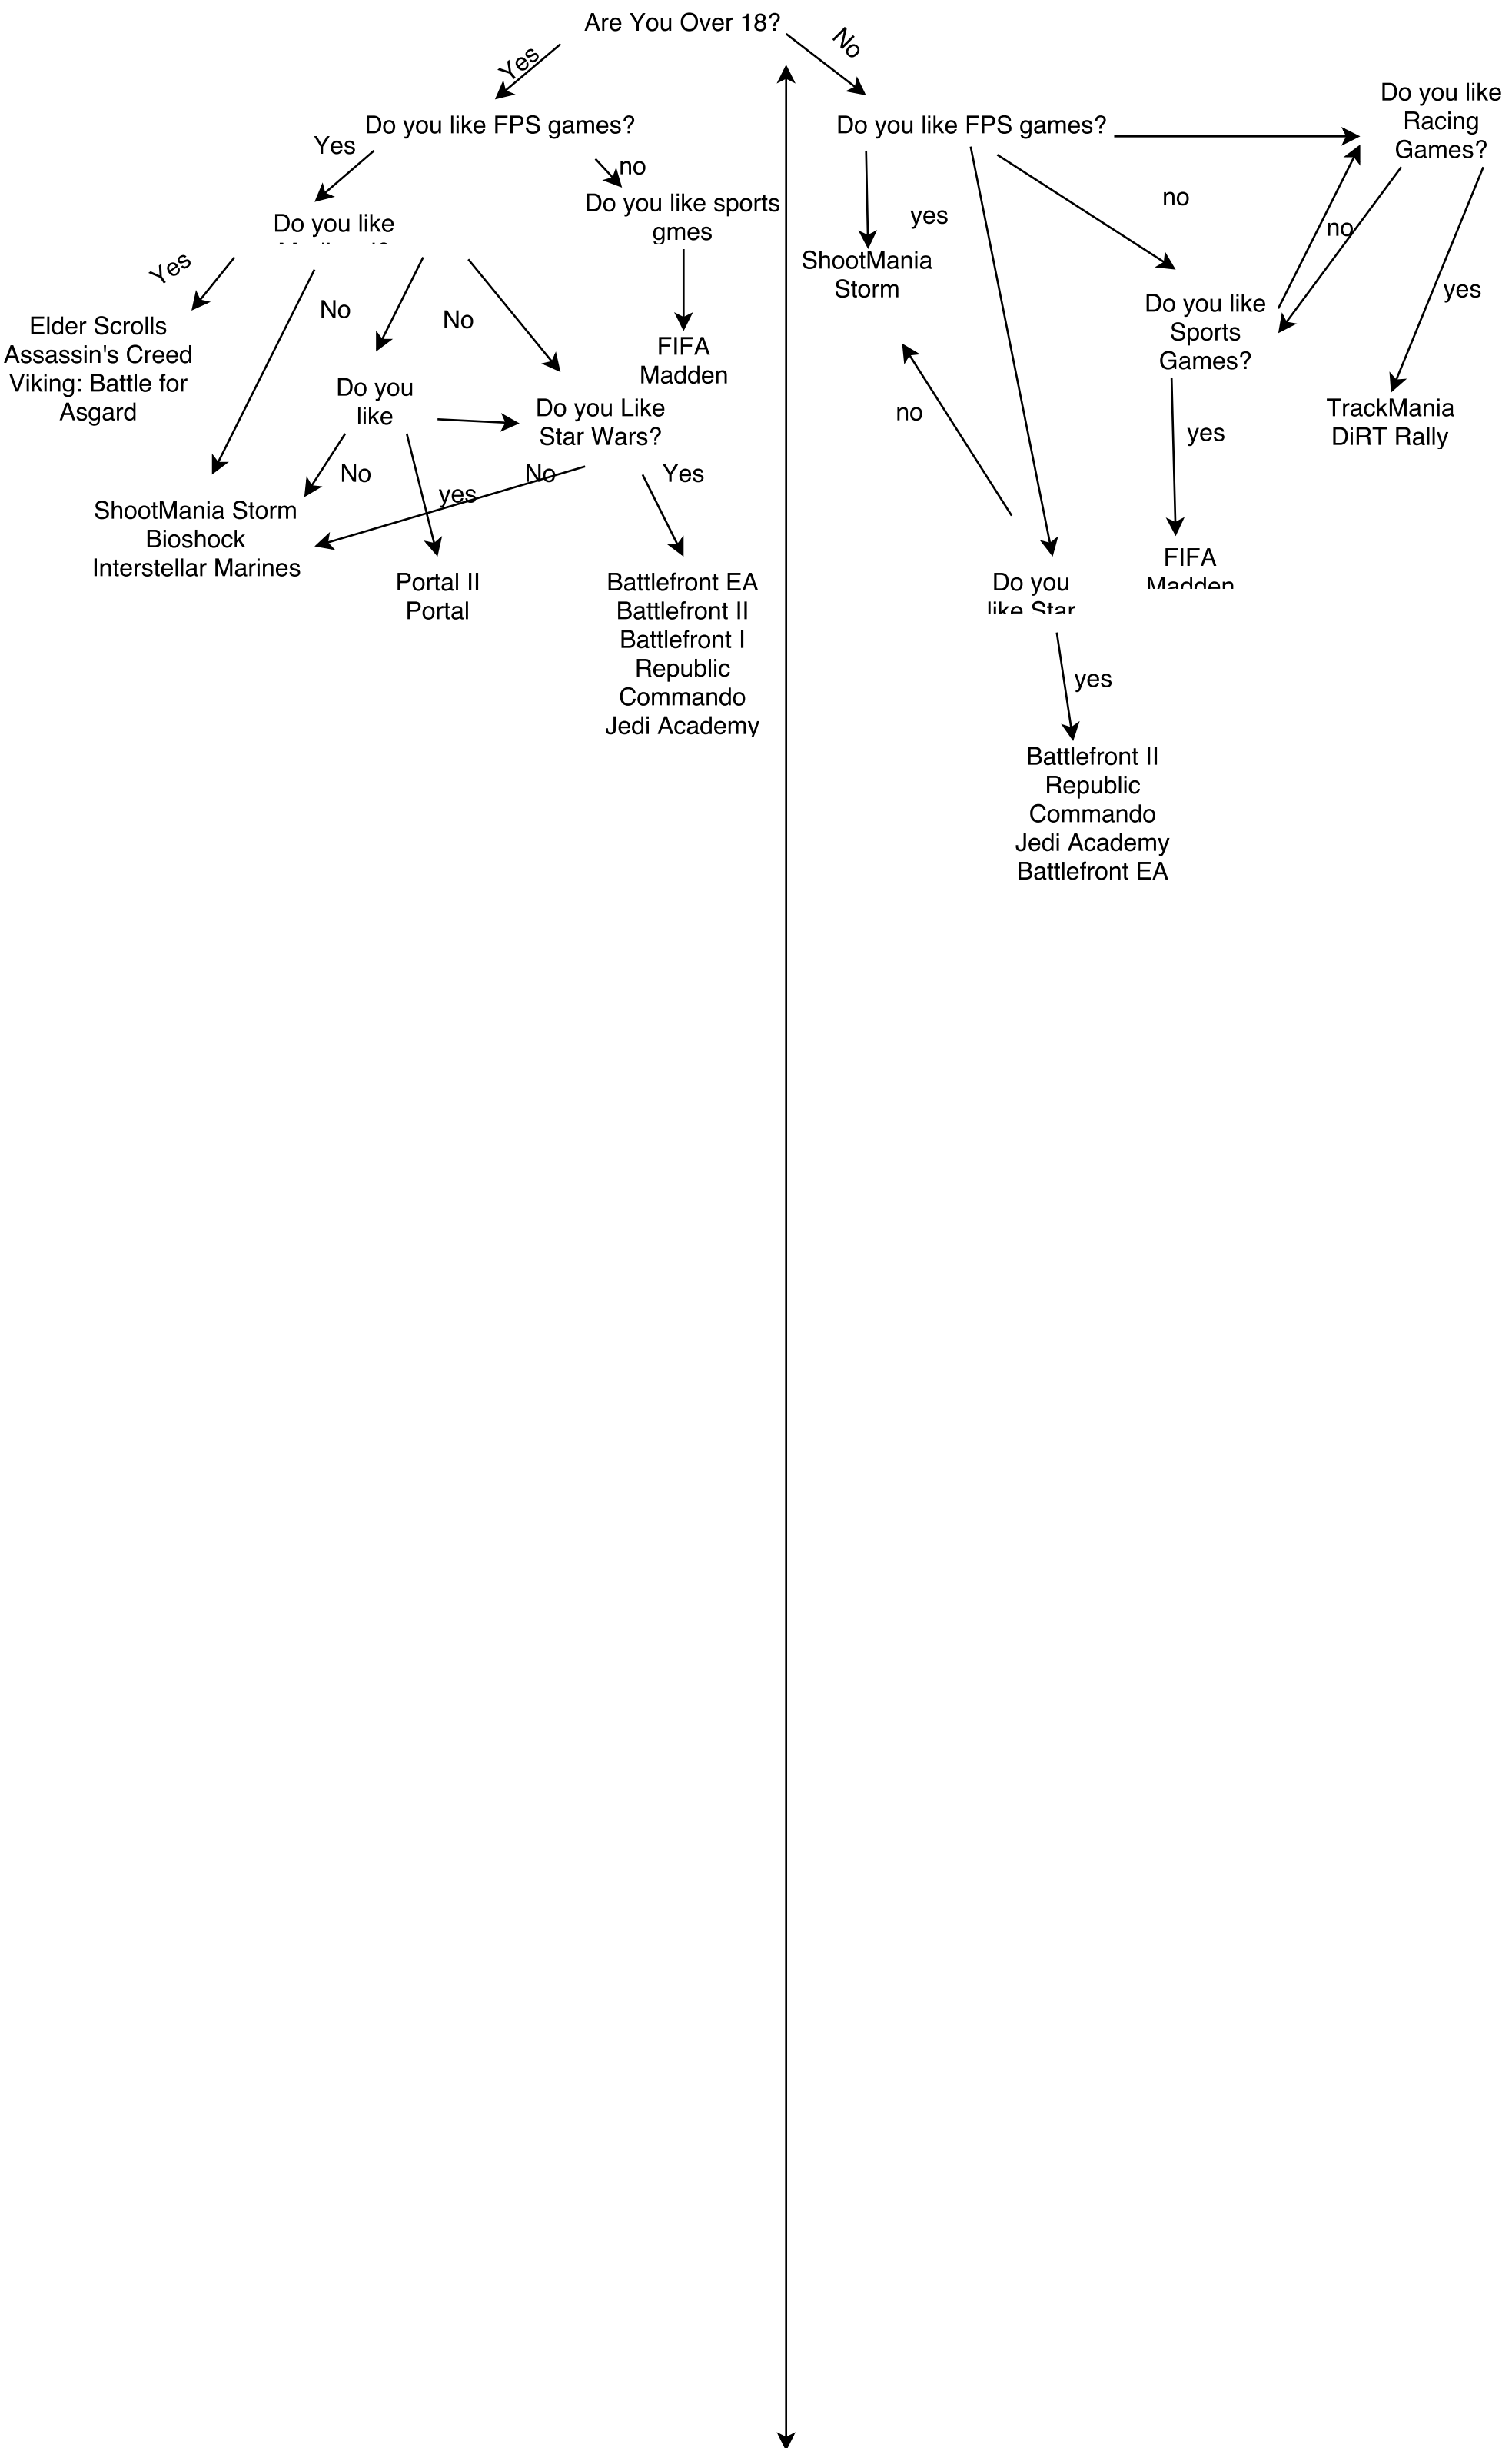 Are You Over 18?
Yes
No
Do you like FPS games?
Yes
no
Do you like sports
gmes
Do you like
Yes
No
No
Elder Scrolls
Assassin's Creed
Viking: Battle for
Asgard
FIFA
Madden
Do you
like
Do you Like
Star Wars?
No
yes
No
Yes
ShootMania Storm
Bioshock
Interstellar Marines
Portal II
Portal
Battlefront EA
Battlefront II
Battlefront I
Republic
Commando
Jedi Academy
Do you like FPS games?
Do you like
Racing
Games?
yes
no
no
yes
ShootMania
Storm
Do you like
Sports
Games?
no
yes
TrackMania
DiRT Rally
FIFA
Madden
Do you
like Star
yes
Battlefront II
Republic
Commando
Jedi Academy
Battlefront EA